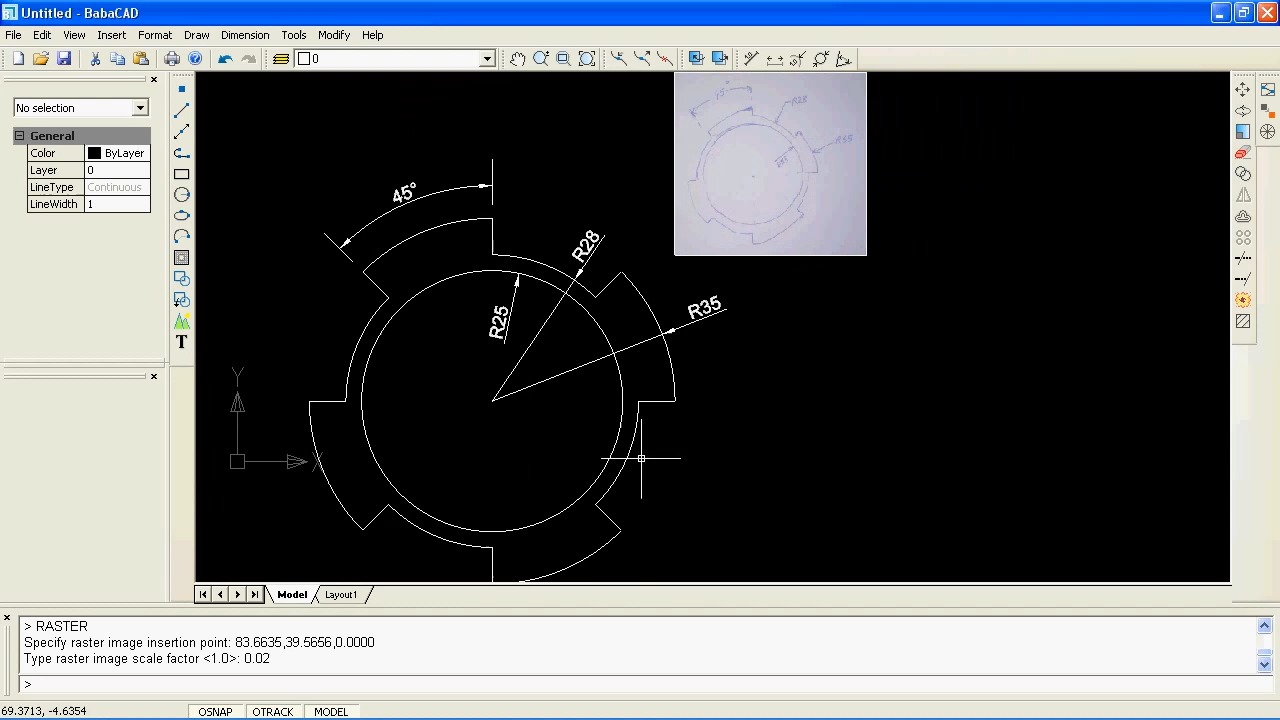 Untitled - BabaCAD
File Edit View Insert Format Draw Dimension Tools Modify Help
0
No selection
General
Color ByLayer
Layer 0
LineType Continuous
LineWidth 1
T
45°
R28
R35
R25
Y
X
R35
Model Layout1
> RASTER
Specify raster image insertion point: 83.6635,39.5656,0.0000
Type raster image scale factor <1.0>: 0.02
>
69.3713, -4.6354 OSNAP OTRACK MODEL